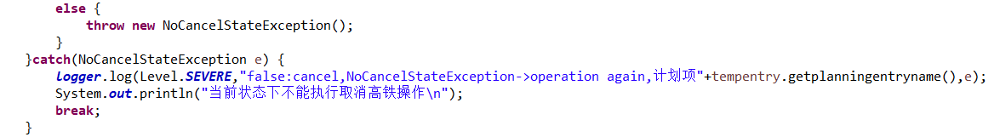 else {
throw new NoCancelStateException();
}
}catch(NoCancelStateException e) {
logger.log(Level.SEVERE,"false:cancel,NoCancelStateException->operation again,计划项"+tempentry.getplanningentryname(),e);
System.out.println("当前状态下不能执行取消高铁操作\n");
break;
}